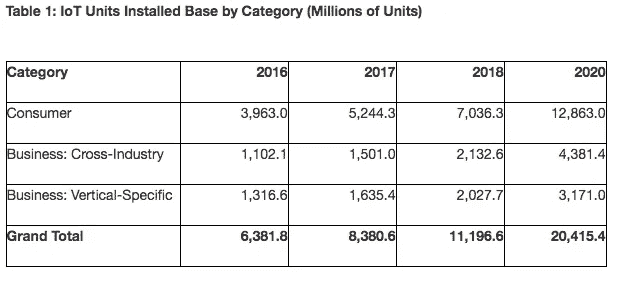 Table 1: IoT Units Installed Base by Category (Millions of Units)
Category 2016 2017 2018 2020
Consumer 3,963.0 5,244.3 7,036.3 12,863.0
Business: Cross-Industry 1,102.1 1,501.0 2,132.6 4,381.4
Business: Vertical-Specific 1,316.6 1,635.4 2,027.7 3,171.0
Grand Total 6,381.8 8,380.6 11,196.6 20,415.4